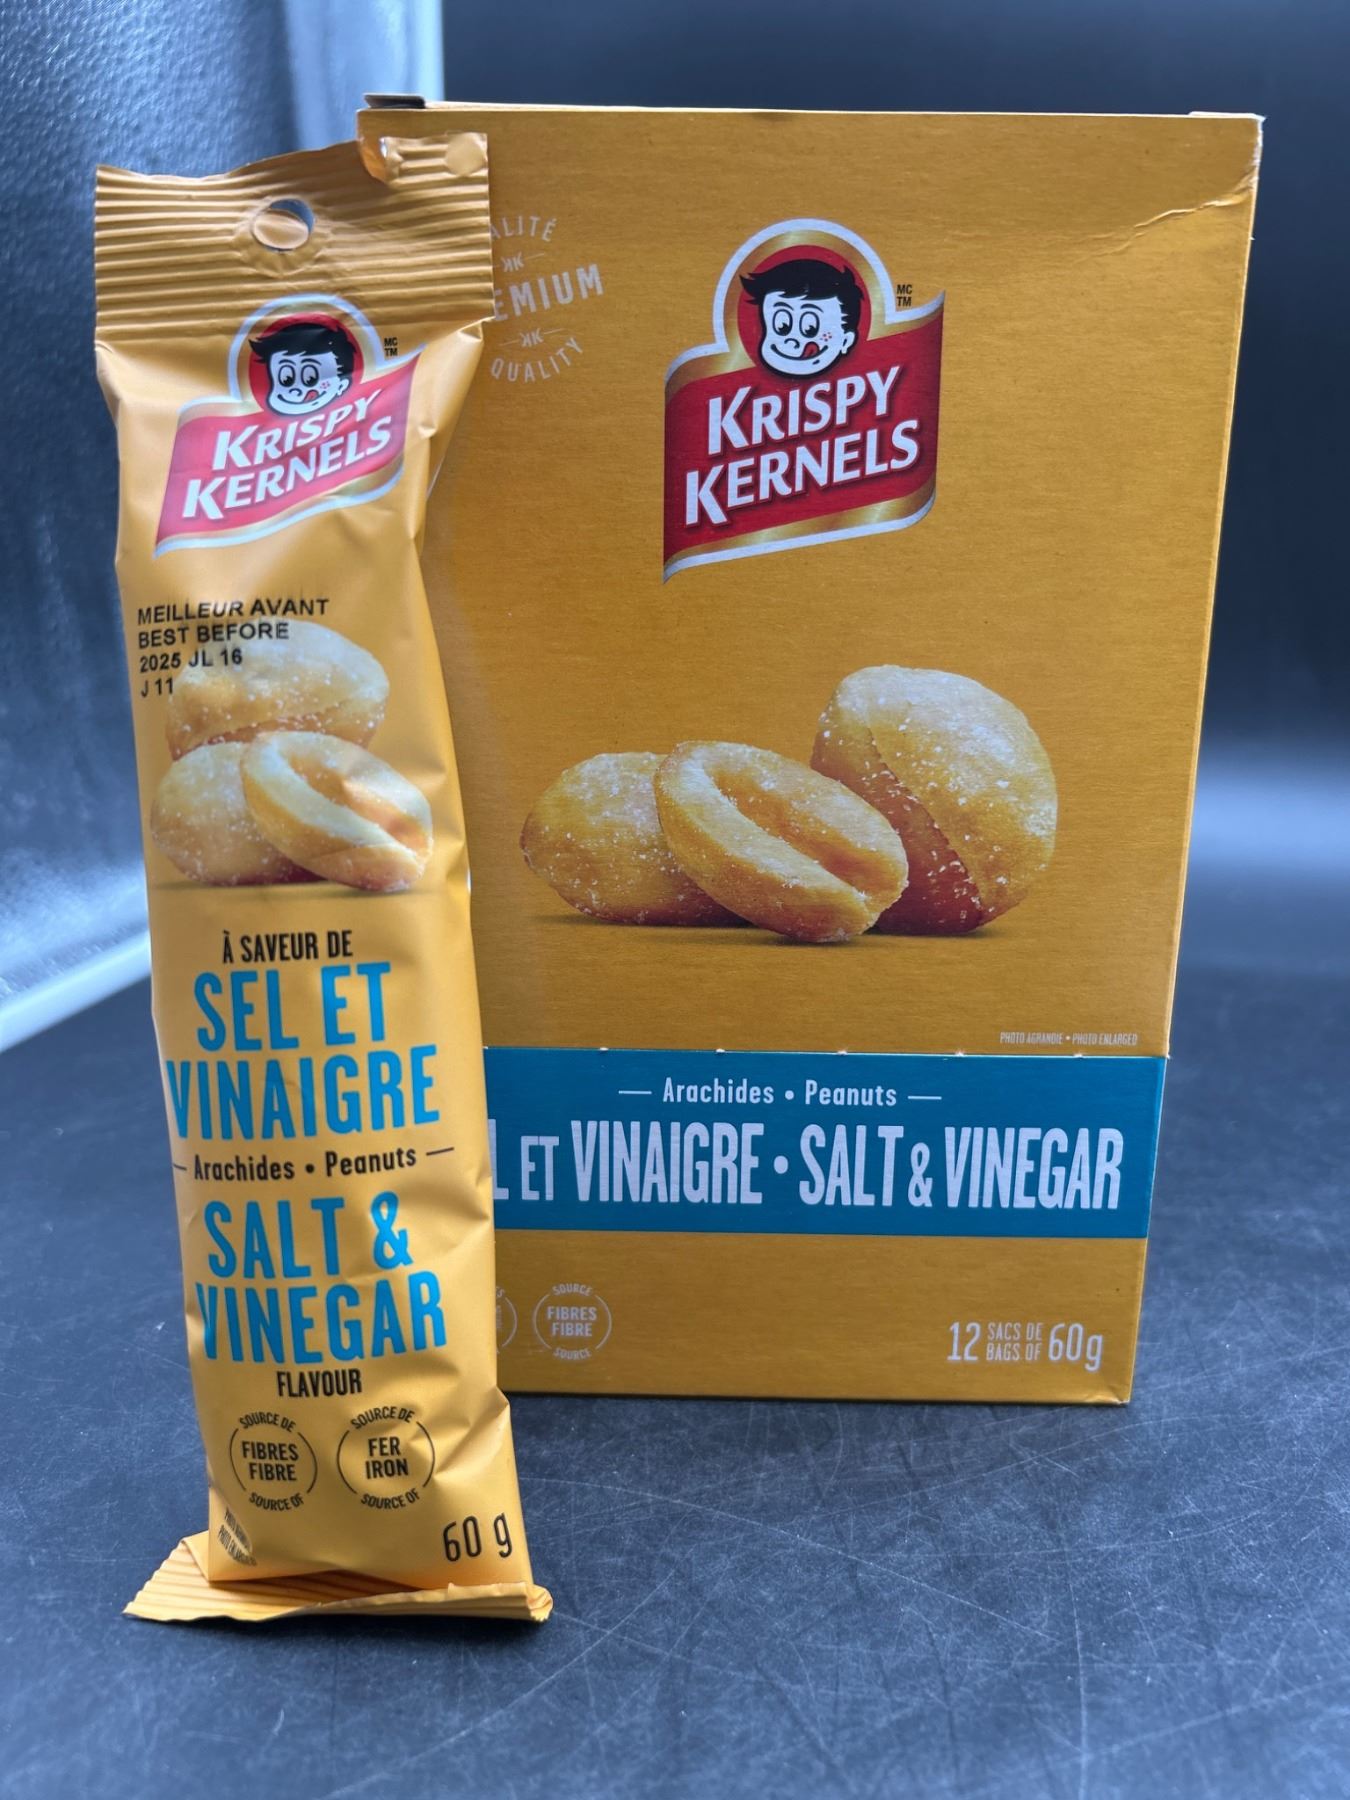 MC
TM
KRISPY
KERNELS
MEILLEUR AVANT
BEST BEFORE
2025 JL 16
J 11
À SAVEUR DE
SEL ET
VINAIGRE
Arachides • Peanuts
SALT &
VINEGAR
FLAVOUR
SOURCE DE
FIBRES
FIBRE
SOURCE OF
SOURCE DE
FER
IRON
SOURCE OF
60 g
ALITÉ
EMIUM
QUALITY
MC
TM
KRISPY
KERNELS
PHOTO AGRANDIE • PHOTO ENLARGED
Arachides • Peanuts
L ET VINAIGRE • SALT & VINEGAR
SOURCE
FIBRES
FIBRE
SOURCE
12 SACS DE 60g
BAGS OF